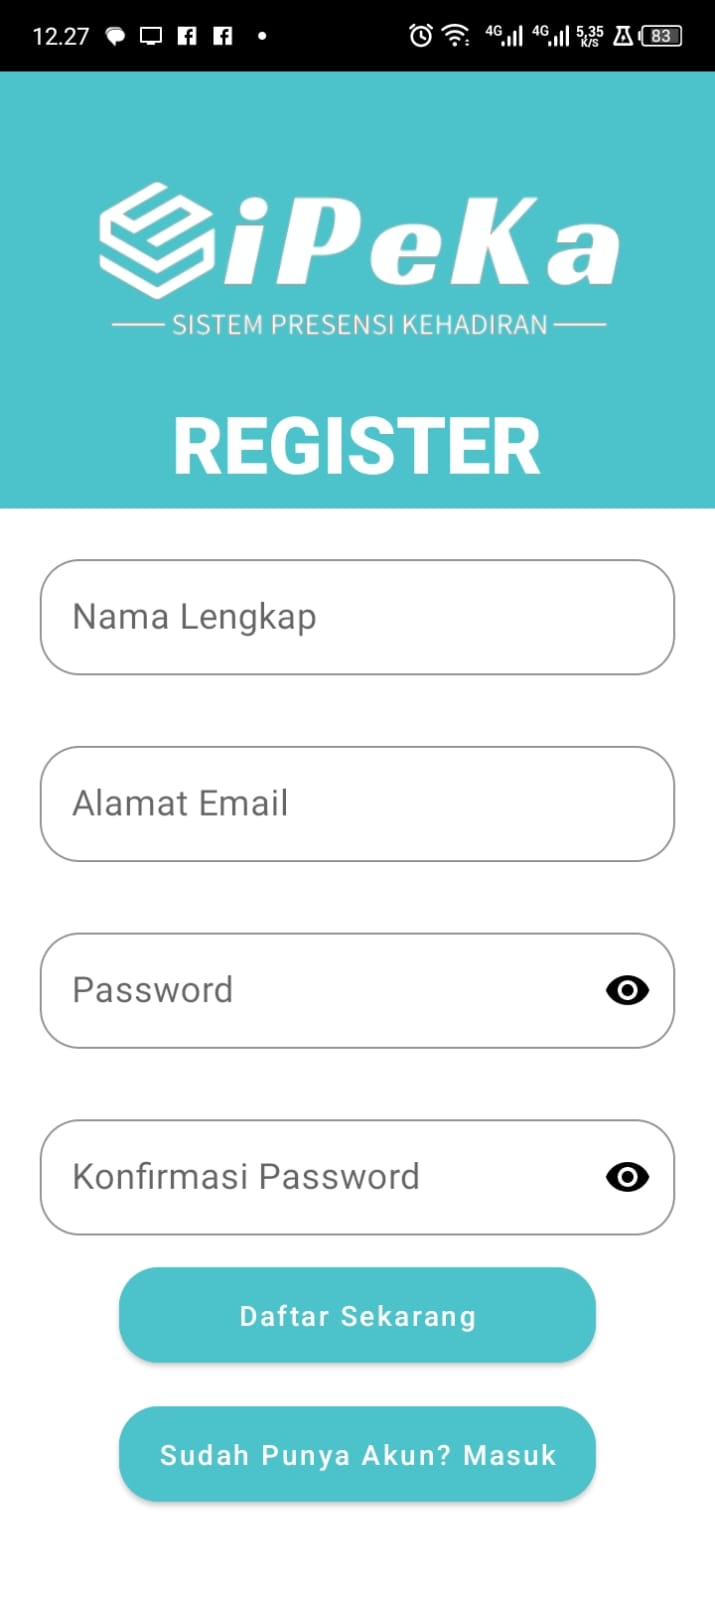 12.27 4G 4G 5,35 K/S 83
SiPeKa
SISTEM PRESENSI KEHADIRAN
REGISTER
Nama Lengkap
Alamat Email
Password
Konfirmasi Password
Daftar Sekarang
Sudah Punya Akun? Masuk